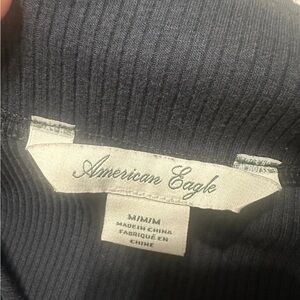 American Eagle
M/M/M
MADE IN CHINA
FABRIQUÉ EN
CHINE